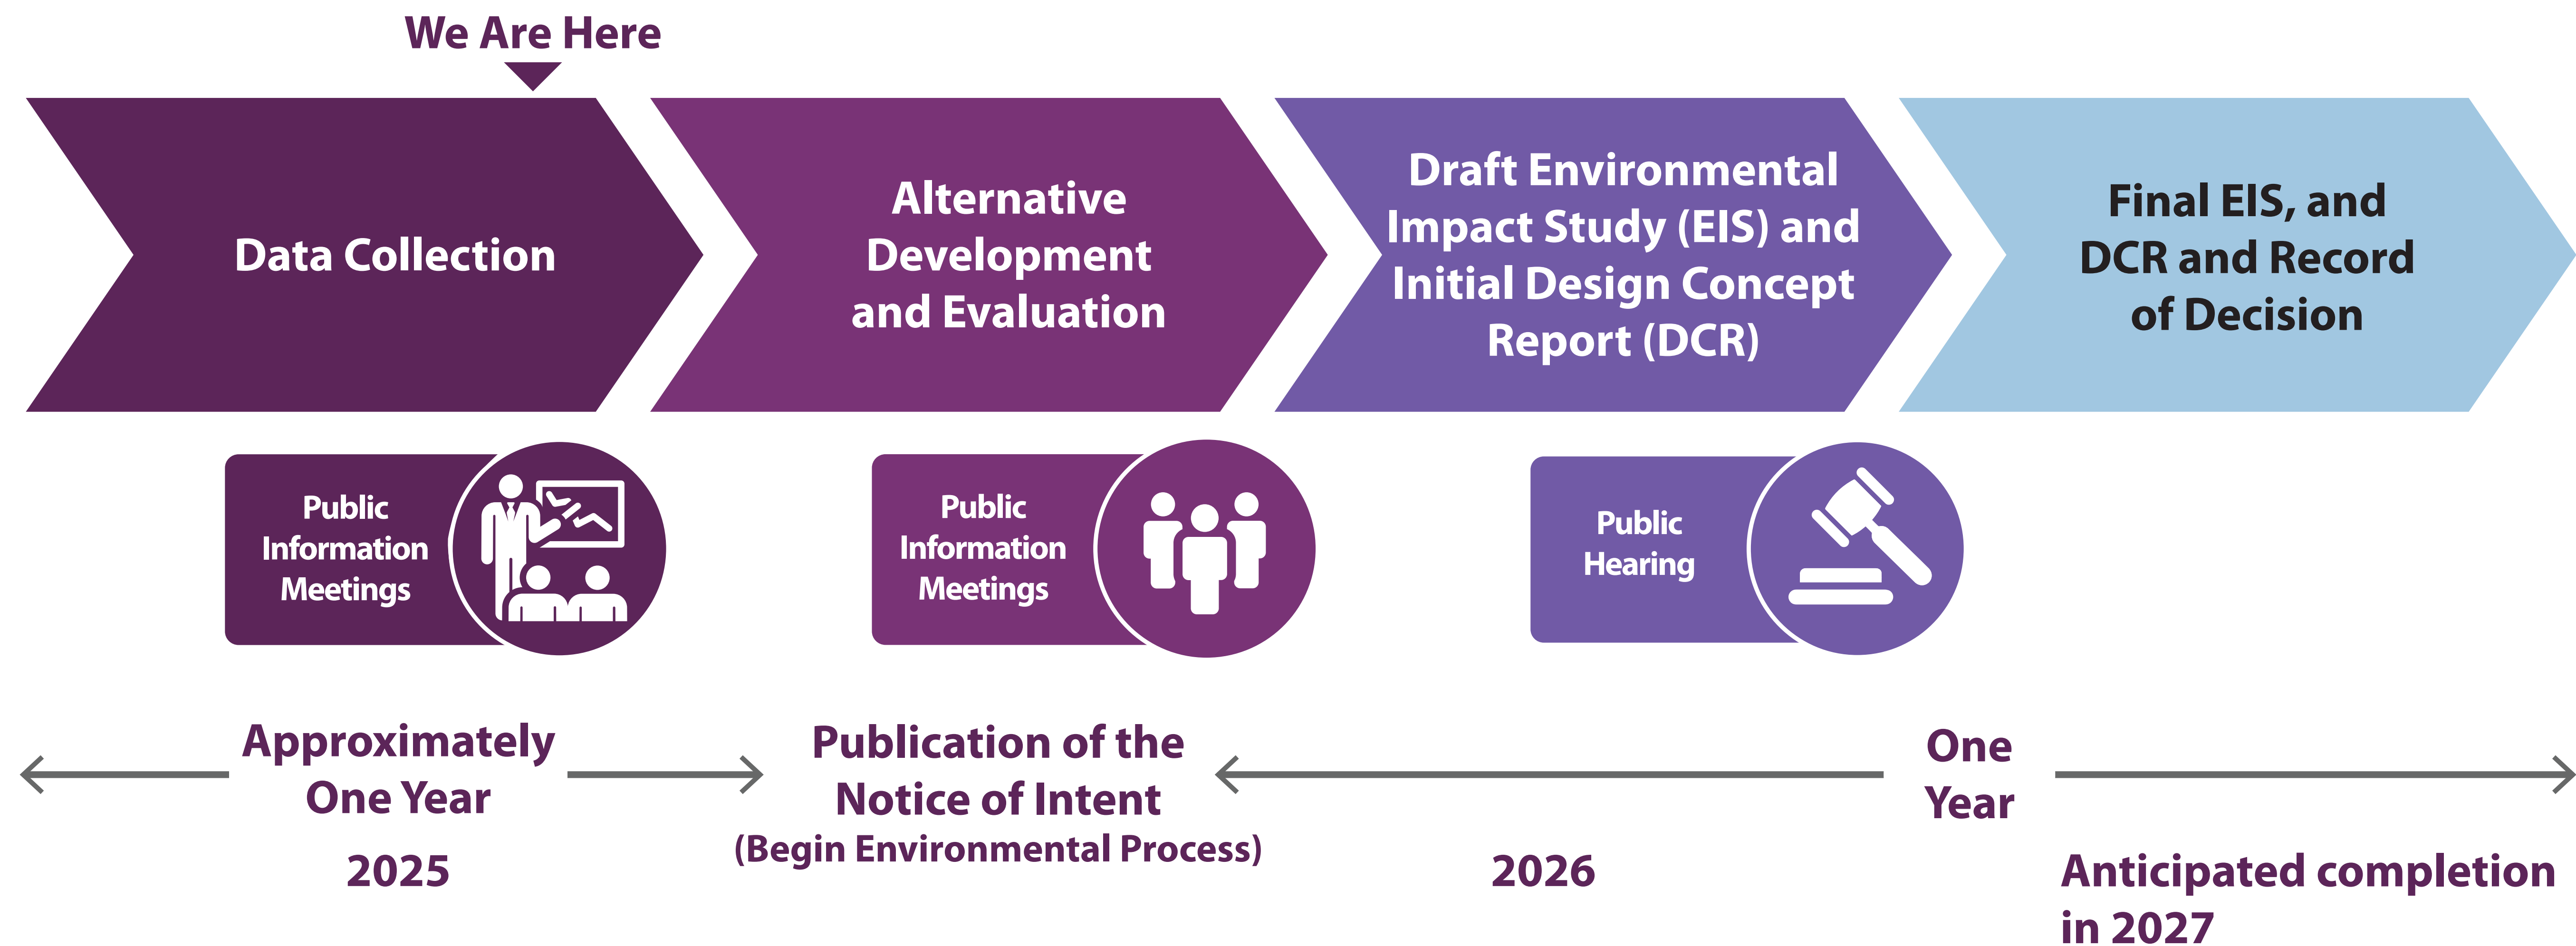 We Are Here
Data Collection
Alternative
Development
and Evaluation
Draft Environmental
Impact Study (EIS) and
Initial Design Concept
Report (DCR)
Final EIS, and
DCR and Record
of Decision
Public
Information
Meetings
Public
Information
Meetings
Public
Hearing
Approximately
One Year
2025
Publication of the
Notice of Intent
(Begin Environmental Process)
One
Year
2026
Anticipated completion
in 2027